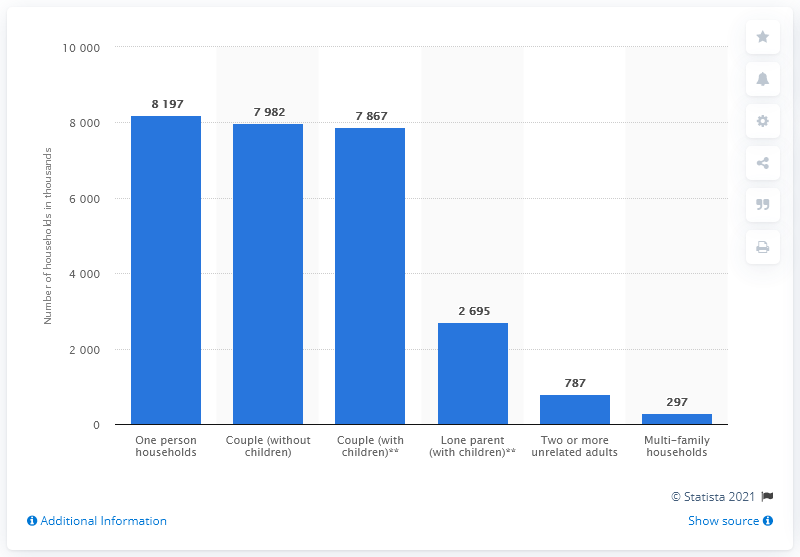 10 000
8 000
6 000
4 000
2 000
0
Number of households in thousands
8 197
7 982
7 867
2 695
787
297
One person
households
Couple (without
children)
Couple (with
children)**
Lone parent
(with children)**
Two or more
unrelated adults
Multi-family
households
© Statista 2021
Additional Information
Show source